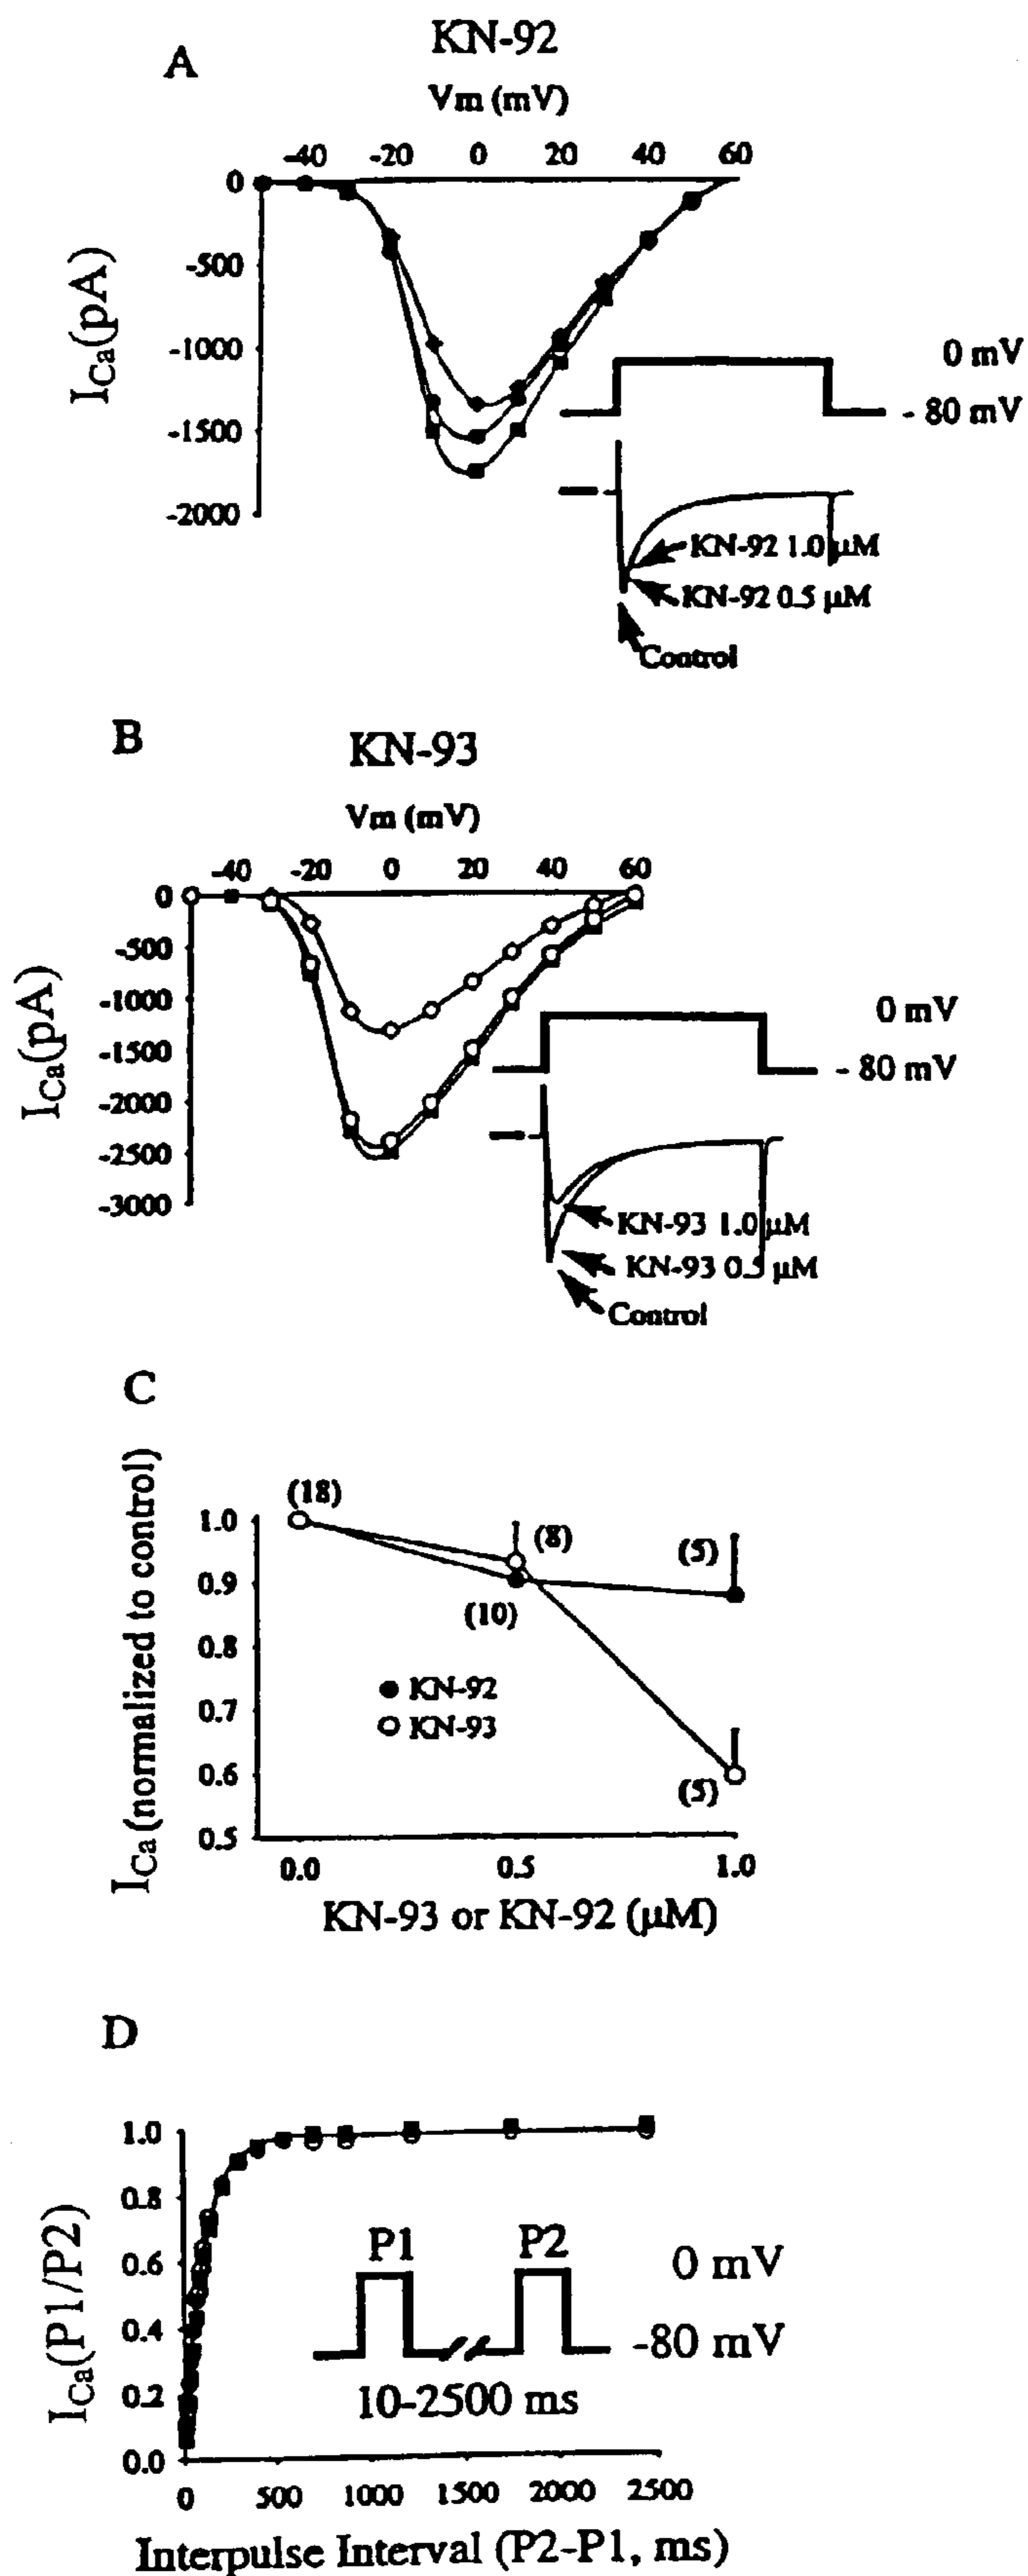 A
KN-92
Vm (mV)
-40 -20 0 20 40 60
0
-500
-1000
-1500
-2000
ICa(pA)
0 mV
- 80 mV
KN-92 1.0 µM
KN-92 0.5 µM
Control
B
KN-93
Vm (mV)
-40 -20 0 20 40 60
0
-500
-1000
-1500
-2000
-2500
-3000
ICa(pA)
0 mV
- 80 mV
KN-93 1.0 µM
KN-93 0.5 µM
Control
C
ICa(normalized to control)
1.0
0.9
0.8
0.7
0.6
0.5
(18)
(8)
(5)
(10)
KN-92
KN-93
(5)
0.0 0.5 1.0
KN-93 or KN-92 (µM)
D
ICa(P1/P2)
1.0
0.8
0.6
0.4
0.2
0.0
P1 P2
0 mV
-80 mV
10-2500 ms
0 500 1000 1500 2000 2500
Interpulse Interval (P2-P1, ms)